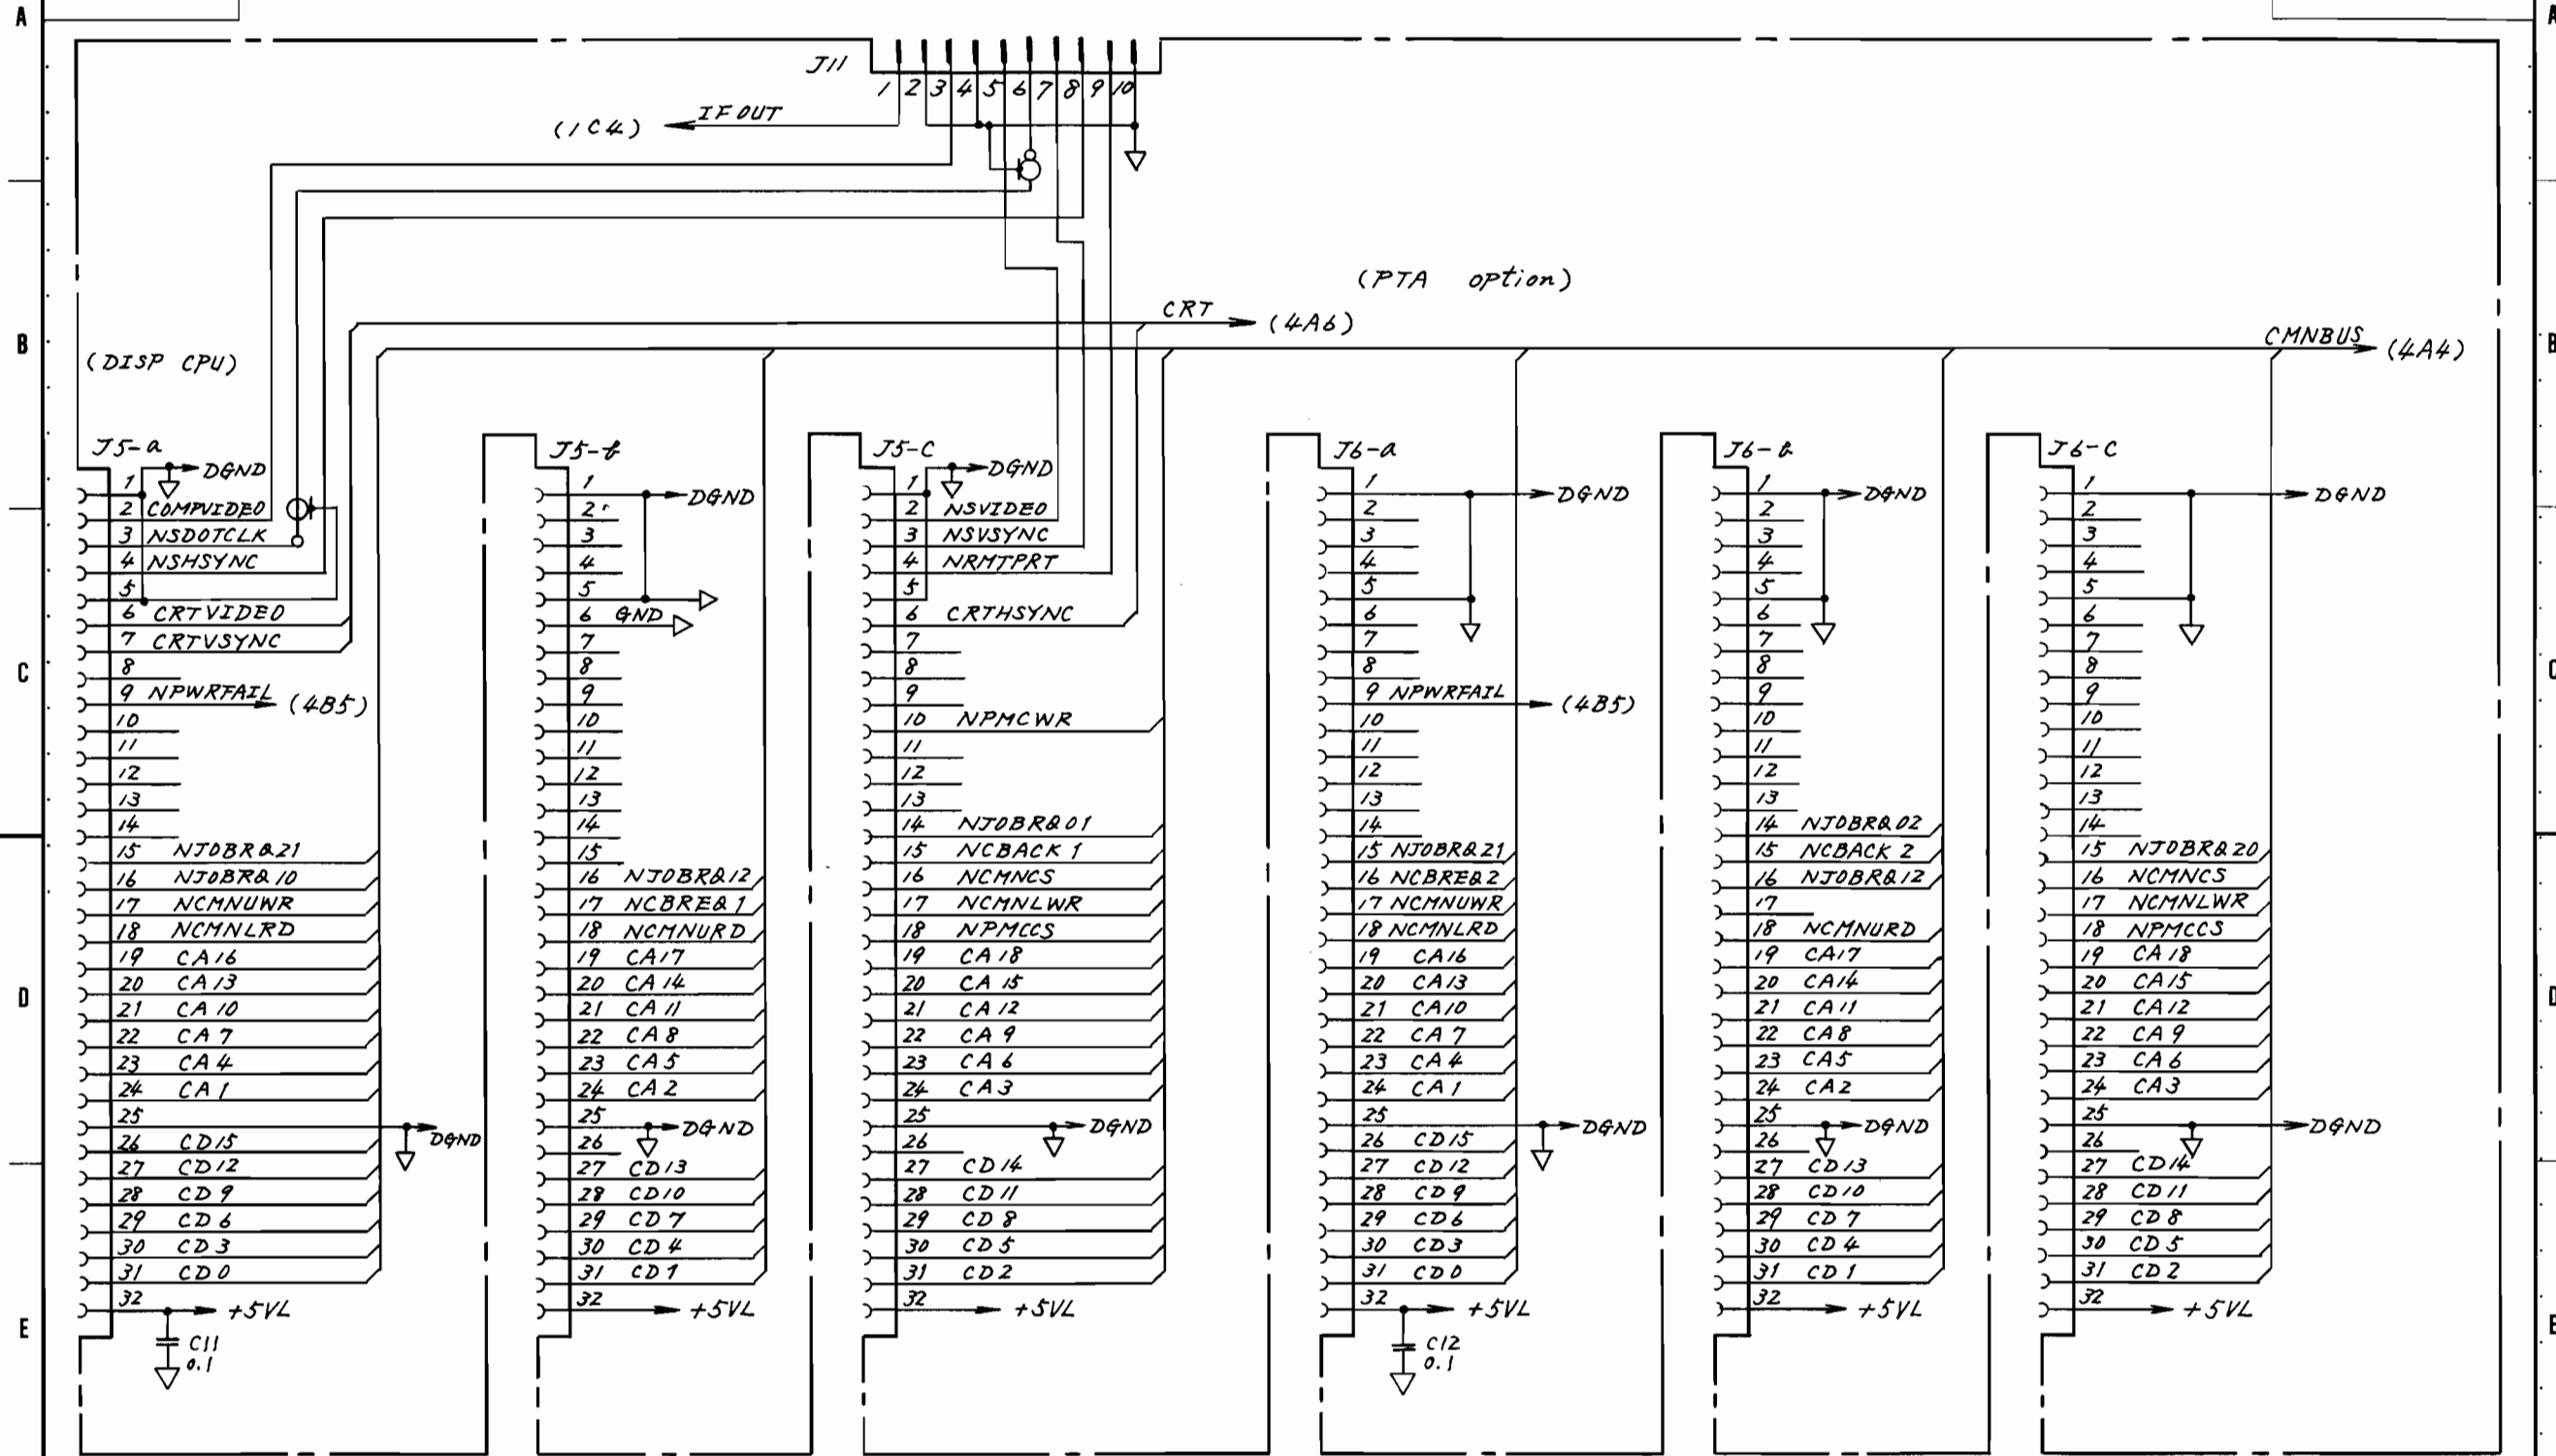 A
A
J11
1 2 3 4 5 6 7 8 9 10
(1C4) IFOUT
(PTA option)
CRT (4A6)
B
B
(DISP CPU)
CMNBUS (4A4)
J5-a
1 DGND
2 COMPVIDEO
3 NSDOTCLK
4 NSHSYNC
5
6 CRTVIDEO
7 CRTVSYNC
8
9 NPWRFAIL (4B5)
10
11
12
13
14
15 NJOBRQ21
16 NJOBRQ10
17 NCMNUWR
18 NCMNLRD
19 CA16
20 CA13
21 CA10
22 CA7
23 CA4
24 CA1
25 DGND
26 CD15
27 CD12
28 CD9
29 CD6
30 CD3
31 CD0
32 +5VL
C11
0.1
J5-b
1 DGND
2
3
4
5
6 GND
7
8
9
10
11
12
13
14
15
16 NJOBRQ12
17 NCBREQ1
18 NCMNURD
19 CA17
20 CA14
21 CA11
22 CA8
23 CA5
24 CA2
25 DGND
26
27 CD13
28 CD10
29 CD7
30 CD4
31 CD1
32 +5VL
J5-C
1 DGND
2 NSVIDEO
3 NSVSYNC
4 NRMTPRT
5
6 CRTHSYNC
7
8
9
10 NPMCWR
11
12
13
14 NJOBRQ01
15 NCBACK1
16 NCMNCS
17 NCMNLWR
18 NPMCCS
19 CA18
20 CA15
21 CA12
22 CA9
23 CA6
24 CA3
25 DGND
26
27 CD14
28 CD11
29 CD8
30 CD5
31 CD2
32 +5VL
J6-a
1 DGND
2
3
4
5
6
7
8
9 NPWRFAIL (4B5)
10
11
12
13
14
15 NJOBRQ21
16 NCBREQ2
17 NCMNUWR
18 NCMNLRD
19 CA16
20 CA13
21 CA10
22 CA7
23 CA4
24 CA1
25 DGND
26 CD15
27 CD12
28 CD9
29 CD6
30 CD3
31 CD0
32 +5VL
C12
0.1
J6-b
1 DGND
2
3
4
5
6
7
8
9
10
11
12
13
14 NJOBRQ02
15 NCBACK2
16 NJOBRQ12
17
18 NCMNURD
19 CA17
20 CA14
21 CA11
22 CA8
23 CA5
24 CA2
25 DGND
26
27 CD13
28 CD10
29 CD7
30 CD4
31 CD1
32 +5VL
J6-C
1 DGND
2
3
4
5
6
7
8
9
10
11
12
13
14
15 NJOBRQ20
16 NCMNCS
17 NCMNLWR
18 NPMCCS
19 CA18
20 CA15
21 CA12
22 CA9
23 CA6
24 CA3
25 DGND
26
27 CD14
28 CD11
29 CD8
30 CD5
31 CD2
32 +5VL
C
C
D
D
E
E